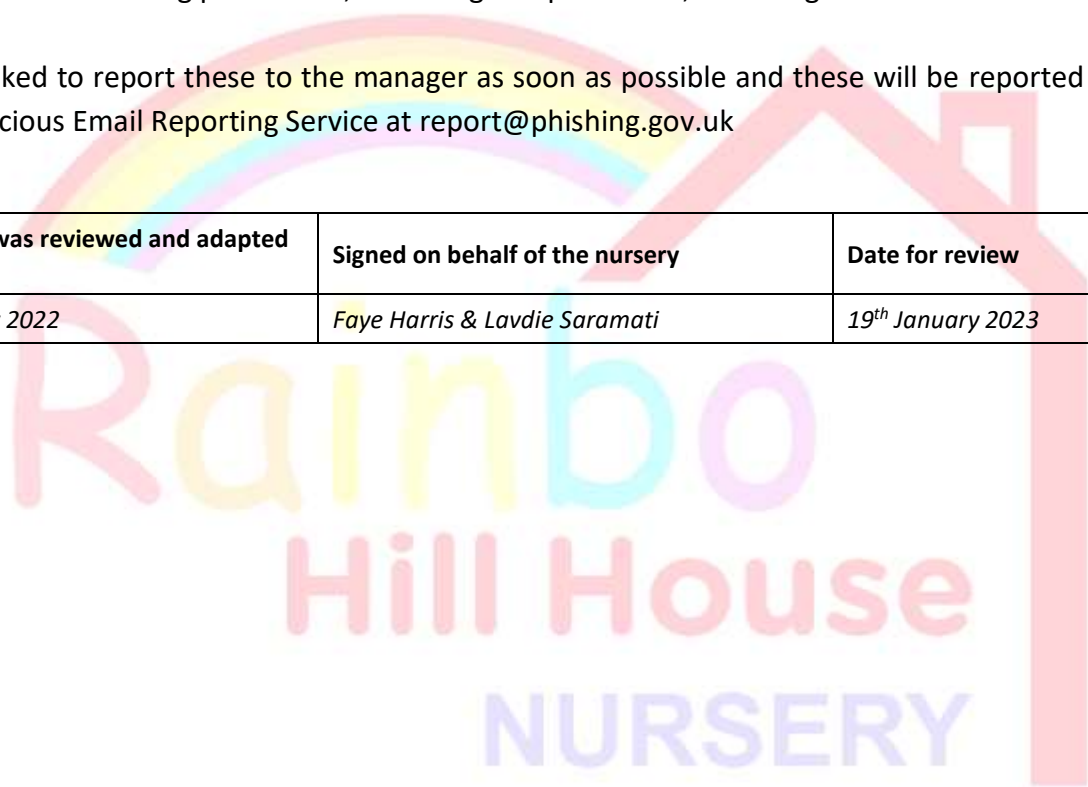 ked to report these to the manager as soon as possible and these will be reported
cious Email Reporting Service at report@phishing.gov.uk
was reviewed and adapted
Signed on behalf of the nursery
Date for review
2022
Faye Harris & Lavdie Saramati
19th January 2023
Rainbo
Hill House
NURSERY